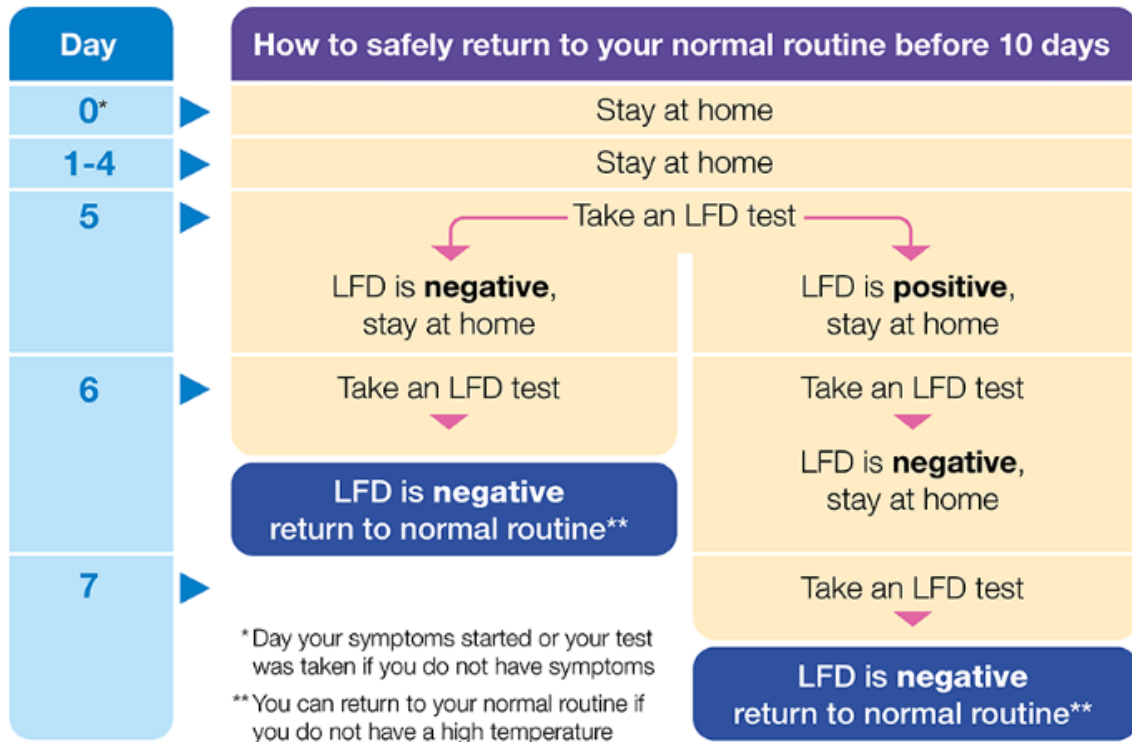 Day
How to safely return to your normal routine before 10 days
0*
Stay at home
1-4
Stay at home
5
Take an LFD test
LFD is negative,
stay at home
LFD is positive,
stay at home
6
Take an LFD test
Take an LFD test
LFD is negative
return to normal routine**
LFD is negative,
stay at home
7
Take an LFD test
LFD is negative
return to normal routine**
* Day your symptoms started or your test
was taken if you do not have symptoms
** You can return to your normal routine if
you do not have a high temperature